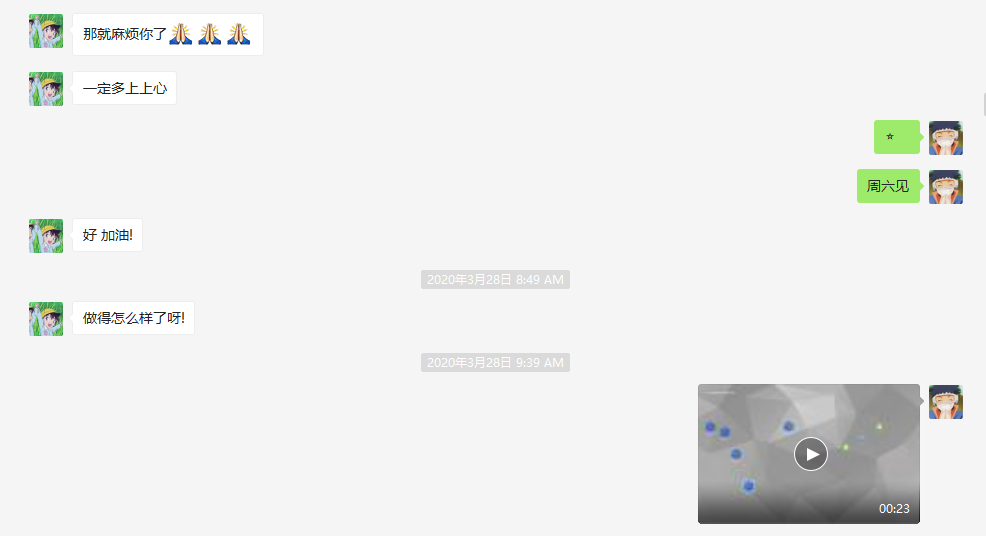 那就麻烦你了🙏🙏🙏
一定多上上心
*
周六见
好 加油!
2020年3月28日 8:49 AM
做得怎么样了呀!
2020年3月28日 9:39 AM
00:23